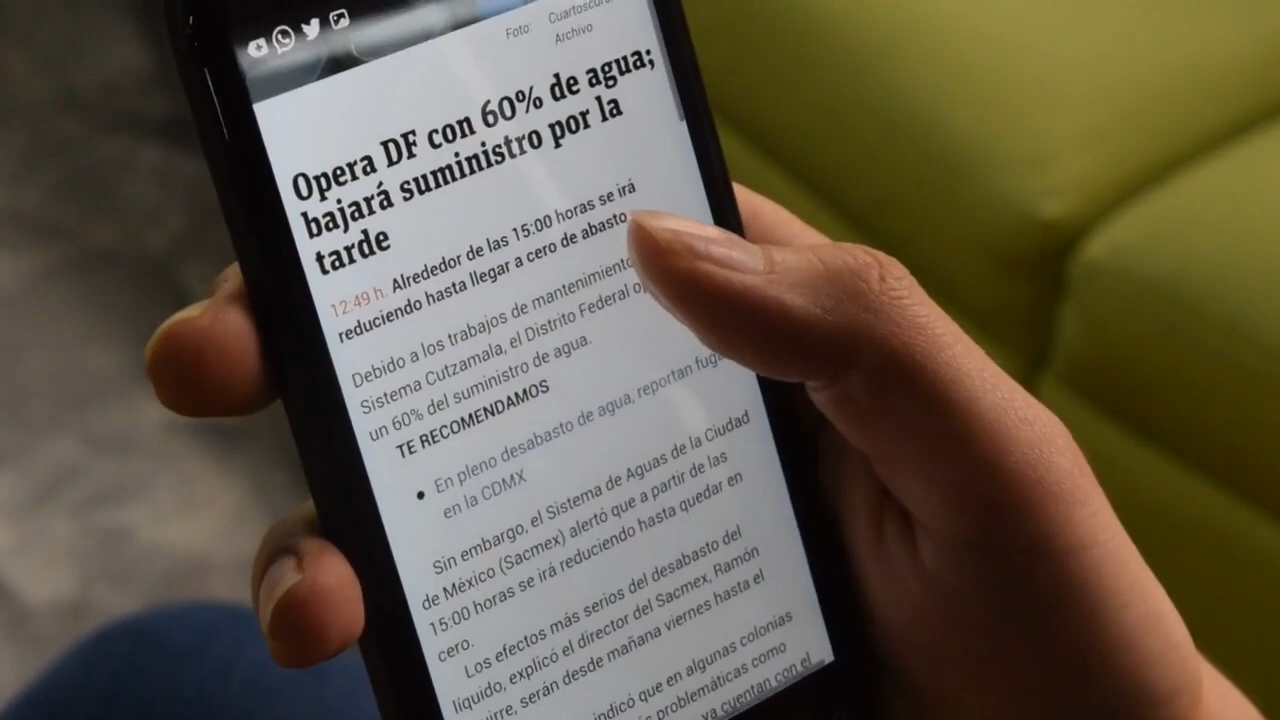 Foto: Cuartoscuro
Archivo
Opera DF con 60% de agua;
bajará suministro por la
tarde
12:49 h. Alrededor de las 15:00 horas se irá
reduciendo hasta llegar a cero de abasto
Debido a los trabajos de mantenimiento
Sistema Cutzamala, el Distrito Federal
un 60% del suministro de agua.
TE RECOMENDAMOS
• En pleno desabasto de agua, reportan
en la CDMX
Sin embargo, el Sistema de Aguas de la Ciudad
de México (Sacmex) alertó que a partir de las
15:00 horas se irá reduciendo hasta quedar en
cero.
Los efectos más serios del desabasto del
líquido, explicó el director del Sacmex, Ramón
serán desde mañana viernes hasta el
indicó que en algunas colonias
problemáticas como
ya cuentan con el